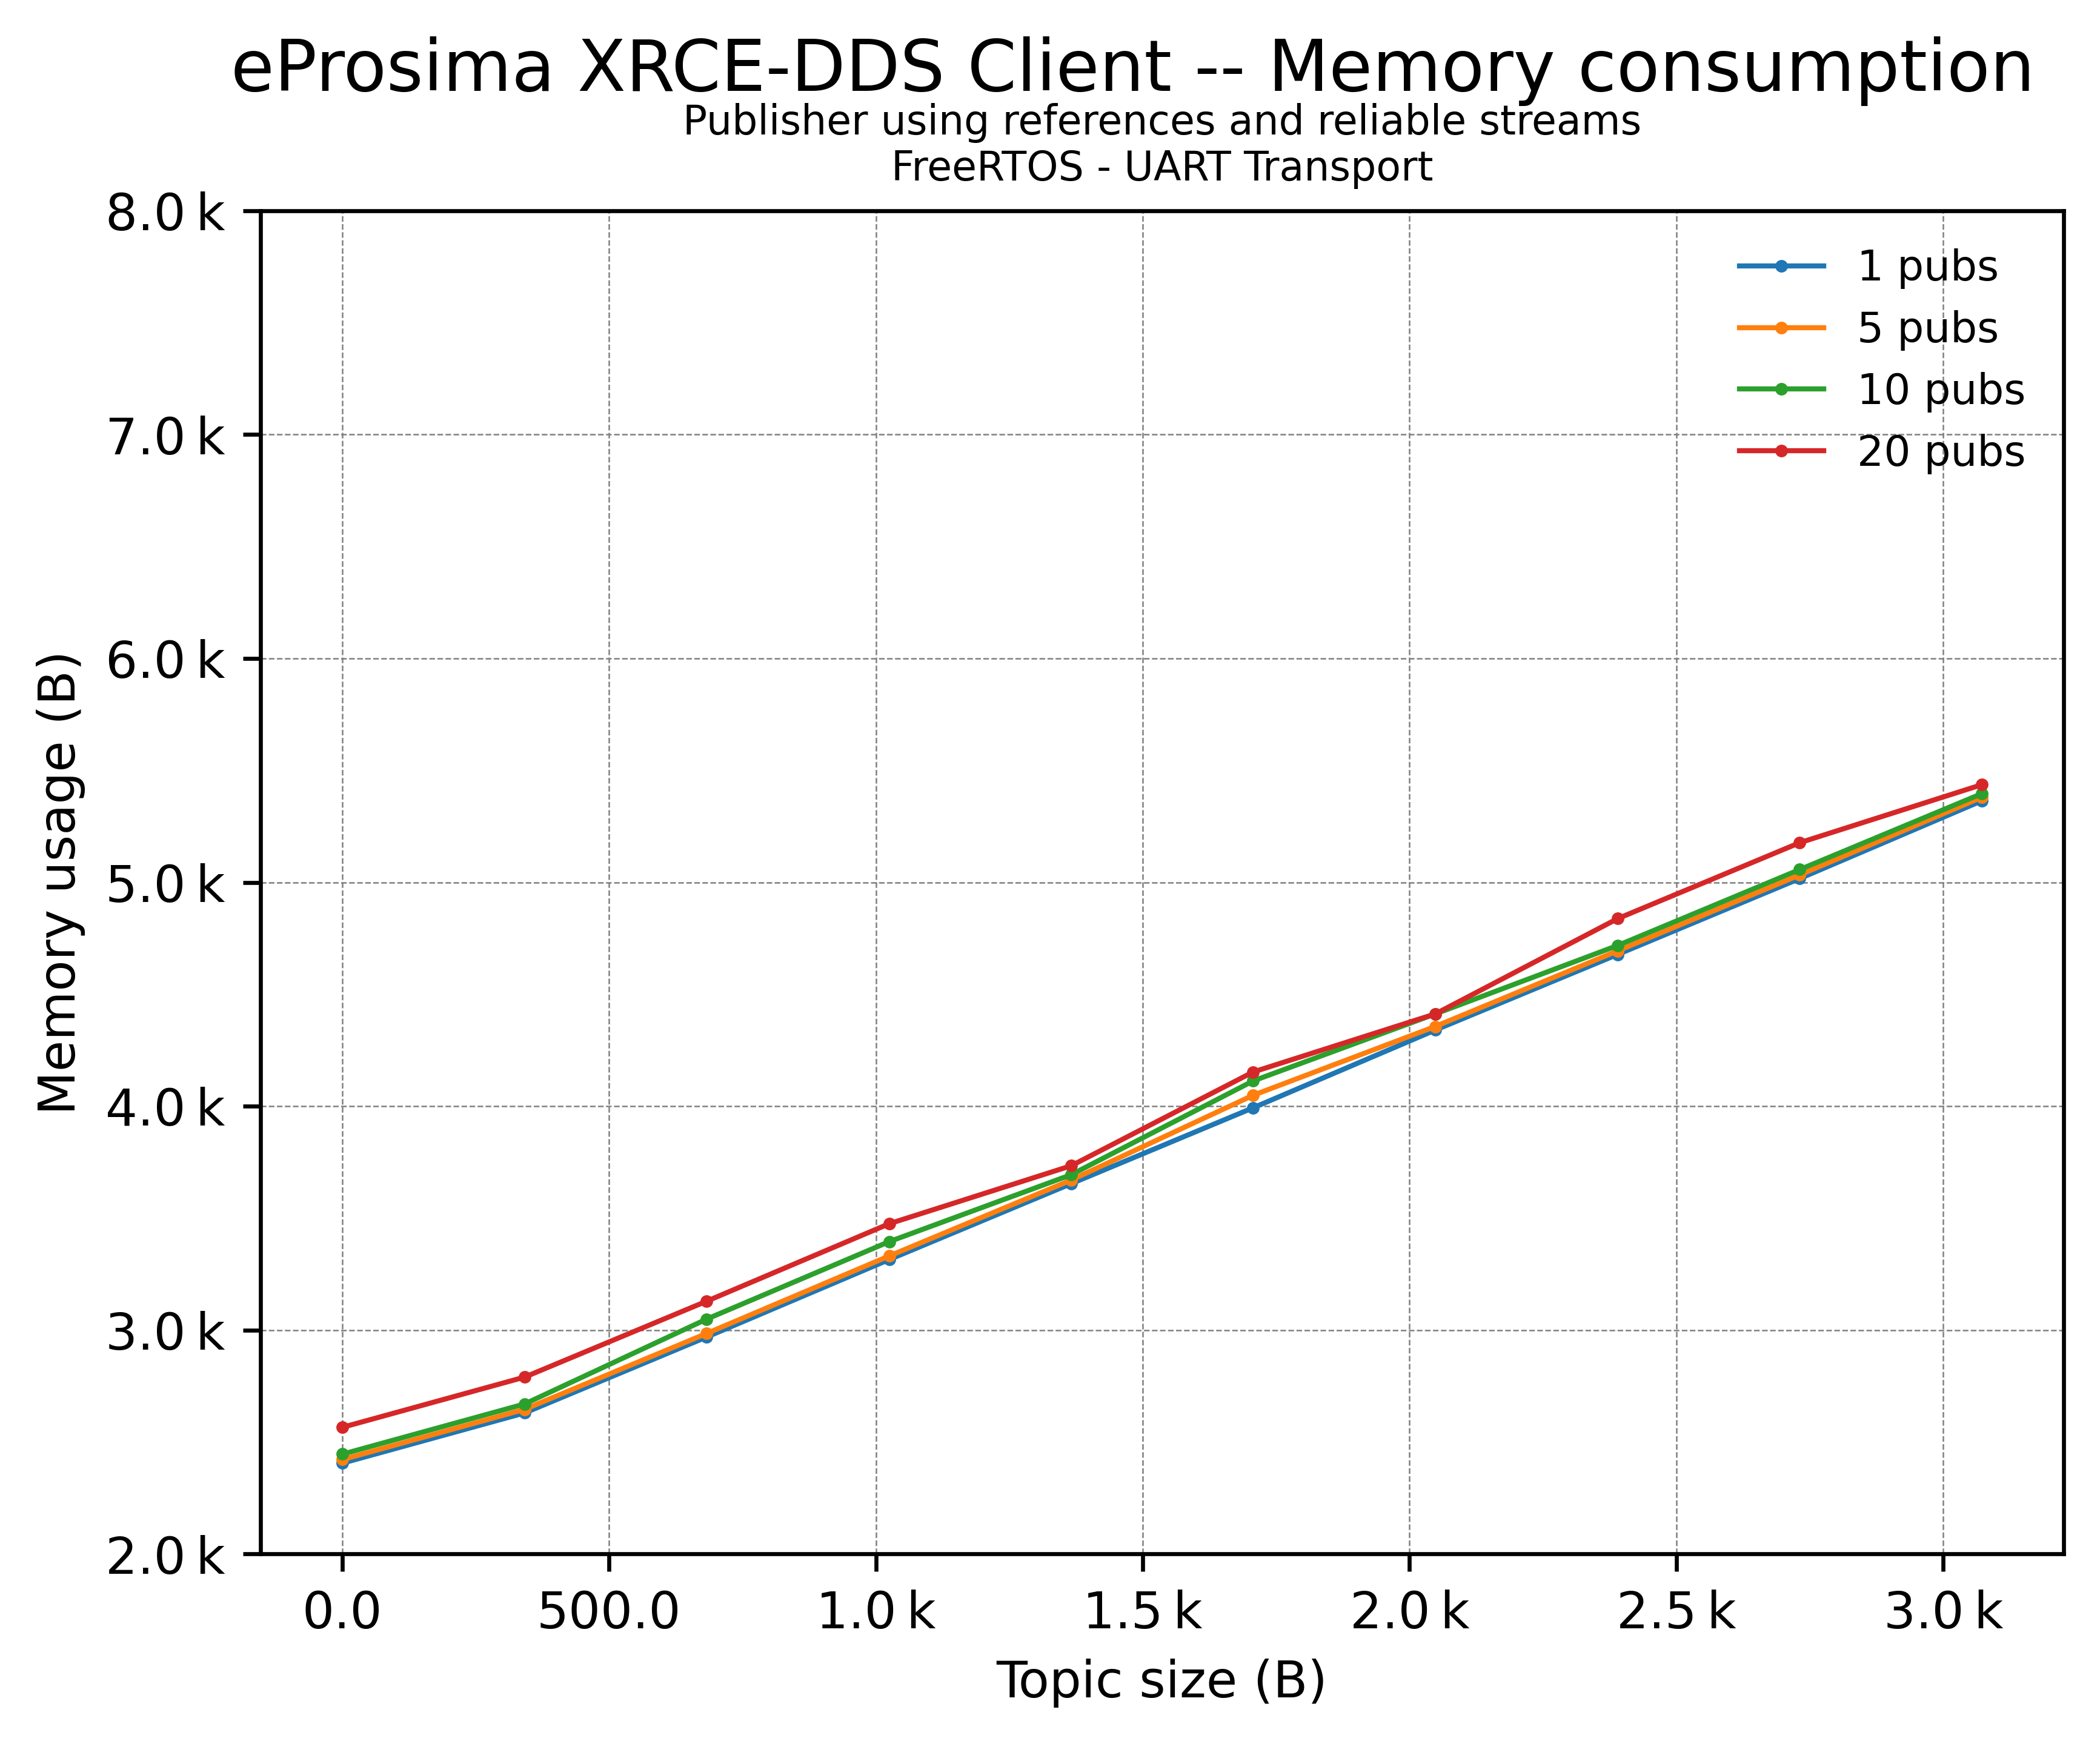 eProsima XRCE-DDS Client -- Memory consumption
Publisher using references and reliable streams
FreeRTOS - UART Transport
8.0 k
7.0 k
6.0 k
5.0 k
4.0 k
3.0 k
2.0 k
Memory usage (B)
1 pubs
5 pubs
10 pubs
20 pubs
0.0 500.0 1.0 k 1.5 k 2.0 k 2.5 k 3.0 k
Topic size (B)